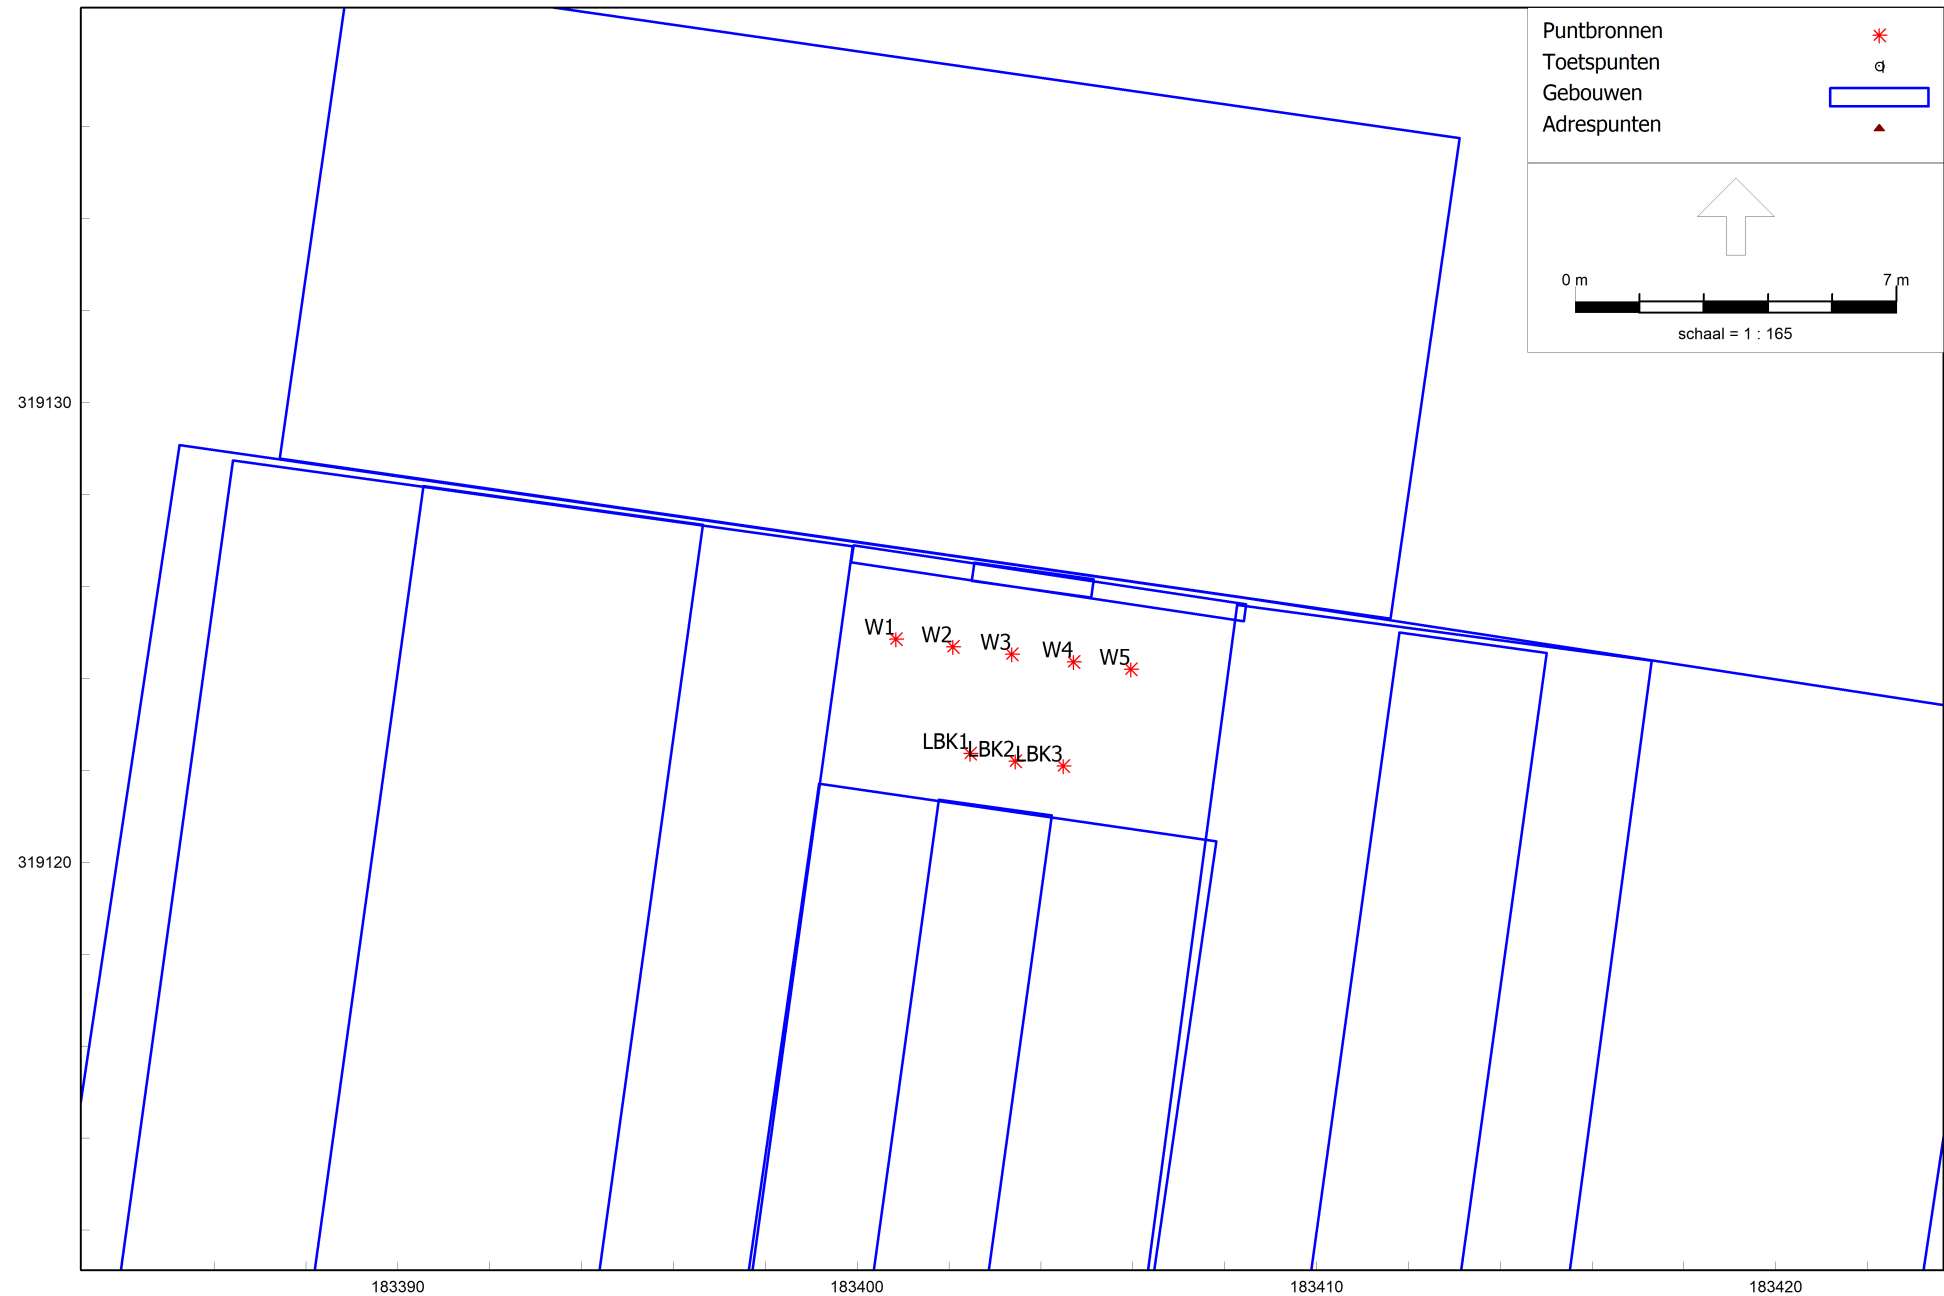 Puntbronnen
Toetspunten
Gebouwen
Adrespunten
0 m 7 m
schaal = 1 : 165
319130
W1 W2 W3 W4 W5
LBK1 LBK2 LBK3
319120
183390 183400 183410 183420